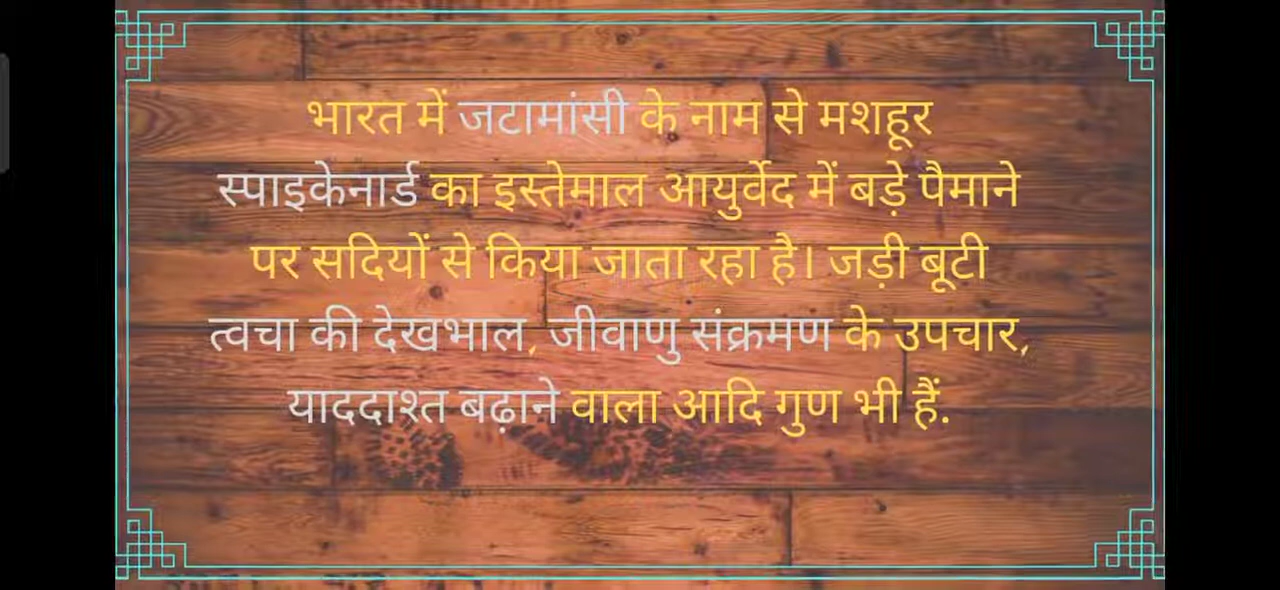 भारत में जटामांसी के नाम से मशहूर
स्पाइकेनार्ड का इस्तेमाल आयुर्वेद में बड़े पैमाने
पर सदियों से किया जाता रहा है। जड़ी बूटी
त्वचा की देखभाल, जीवाणु संक्रमण के उपचार,
याददाश्त बढ़ाने वाला आदि गुण भी हैं.